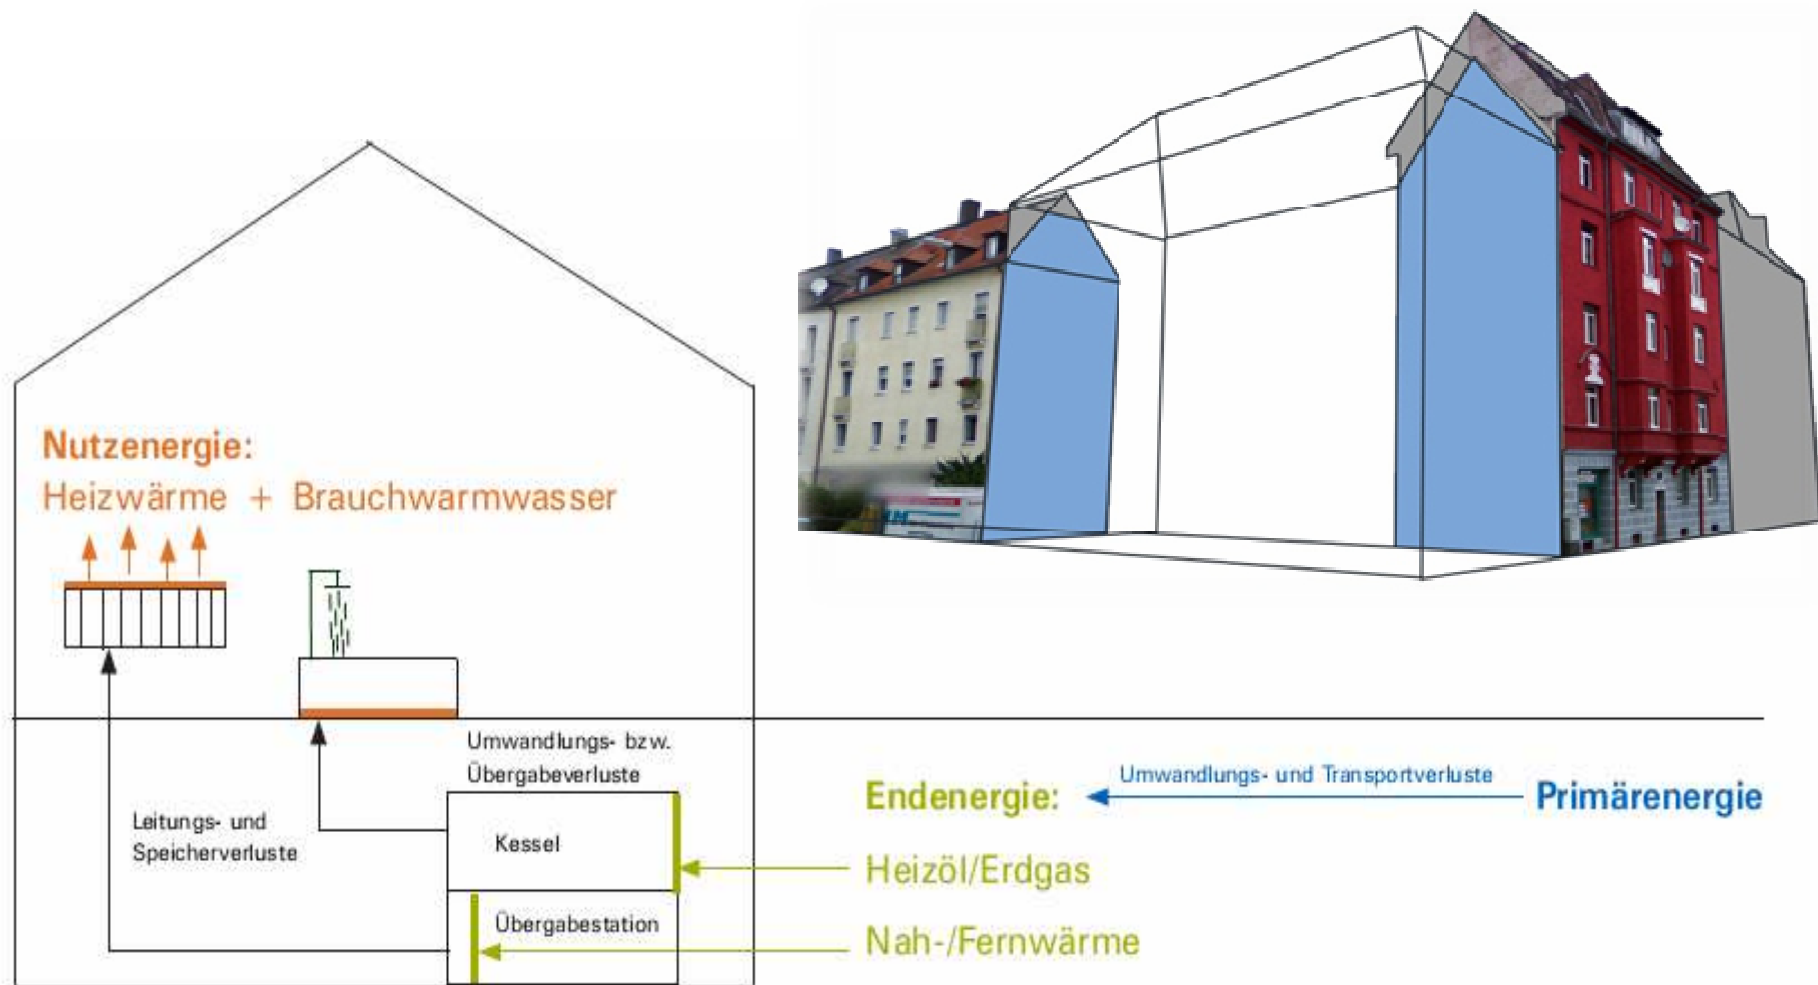 Nutzenergie:
Heizwärme + Brauchwarmwasser
Umwandlungs- bzw.
Übergabeverluste
Leitungs- und
Speicherverluste
Kessel
Übergabestation
Endenergie:
Umwandlungs- und Transportverluste
Primärenergie
Heizöl/Erdgas
Nah-/Fernwärme